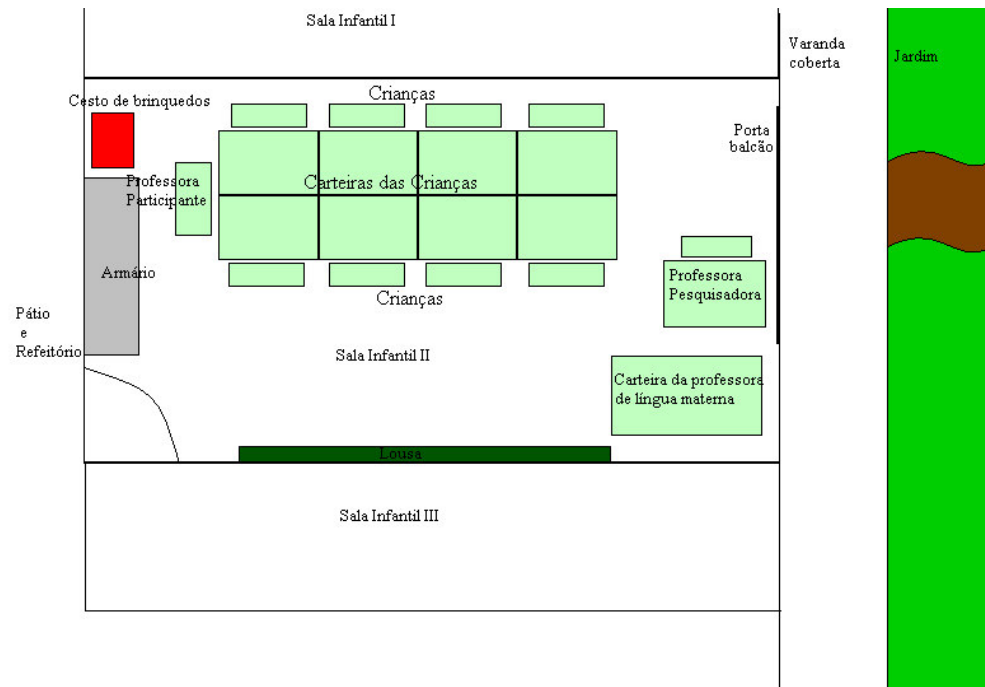 Sala Infantil I
Varanda
coberta
Jardim
Crianças
Cesto de brinquedos
Porta
balcão
Professora
Participante
Carteiras das Crianças
Armário
Professora
Pesquisadora
Crianças
Pátio
e
Refeitório
Sala Infantil II
Carteira da professora
de língua materna
Lousa
Sala Infantil III